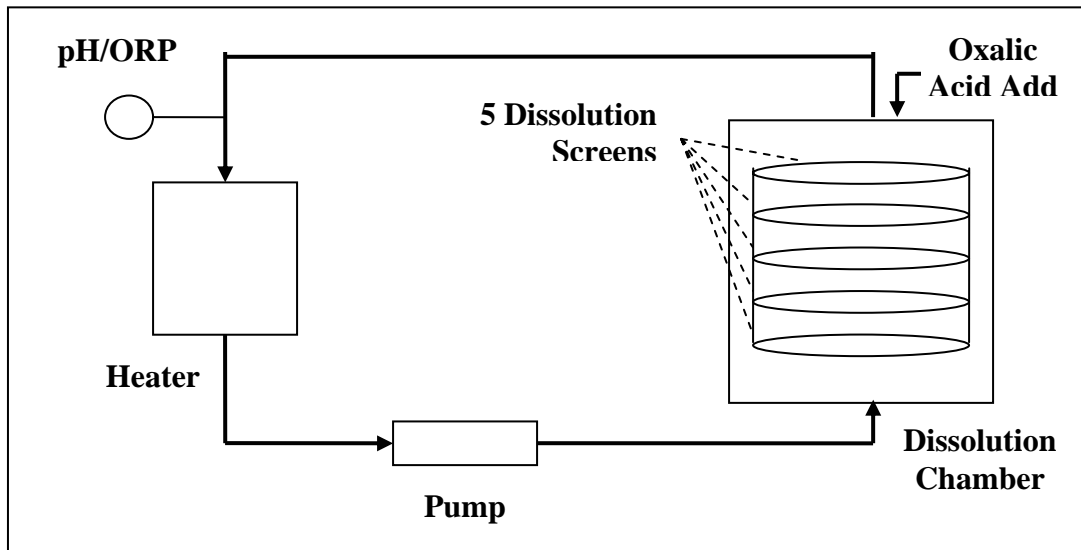 pH/ORP
Oxalic
Acid Add
5 Dissolution
Screens
Heater
Pump
Dissolution
Chamber